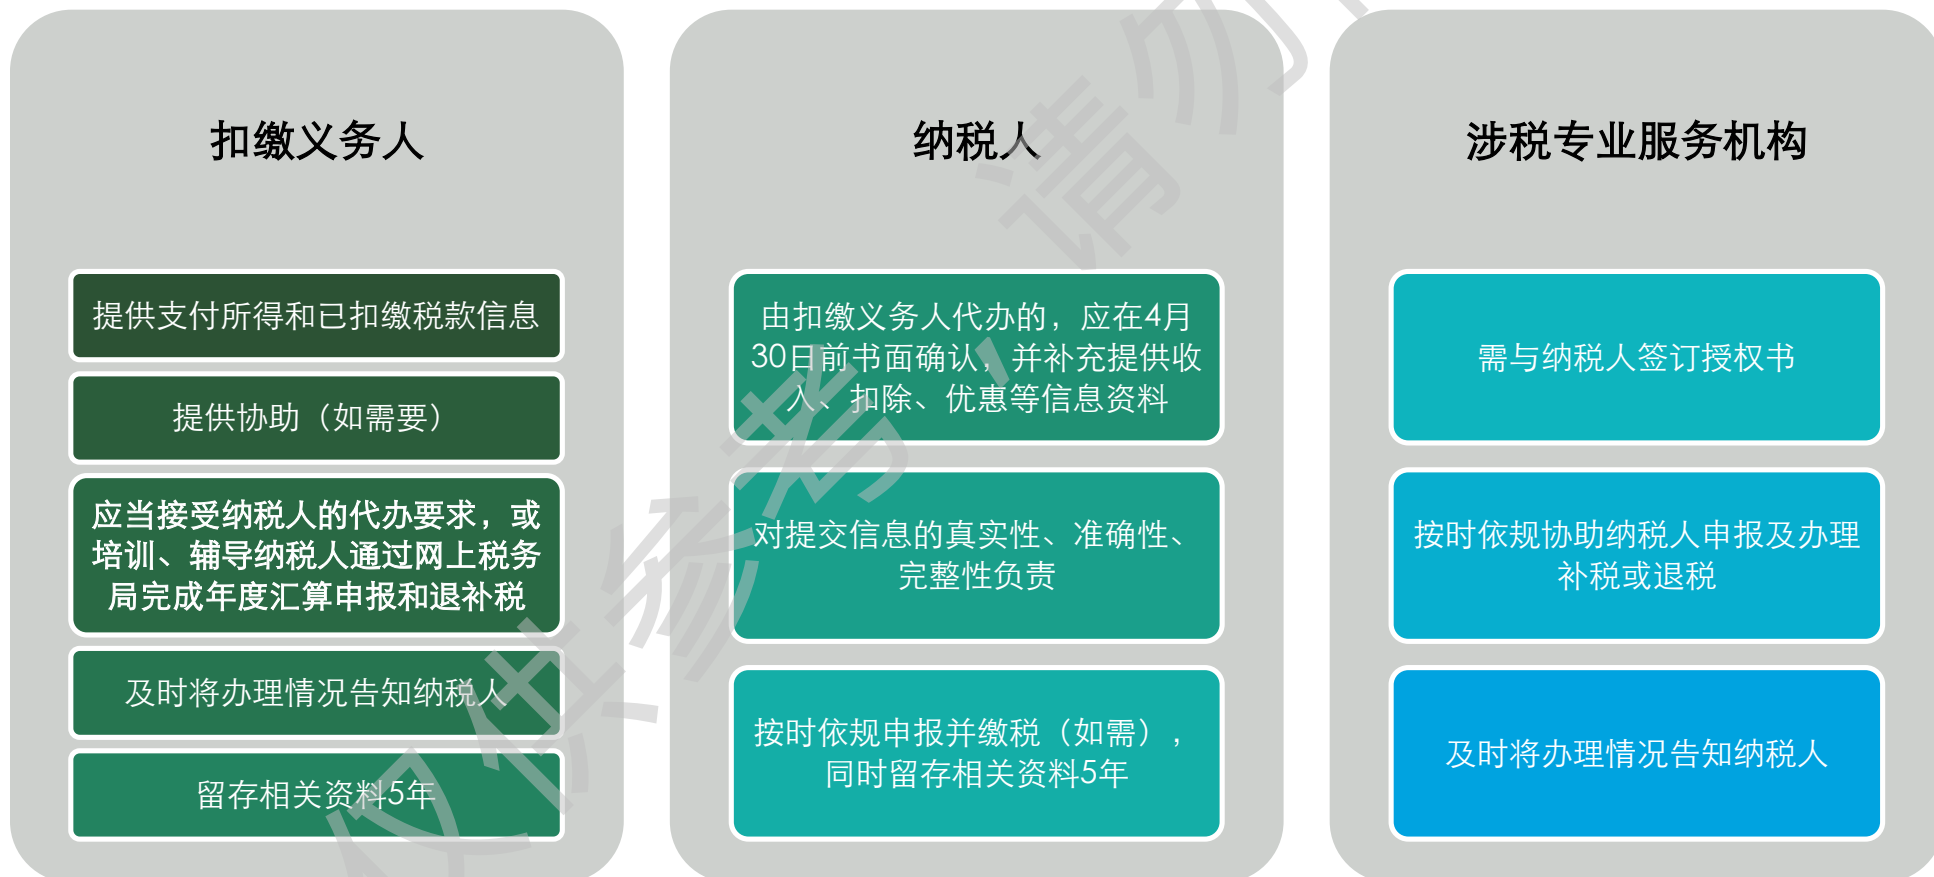 扣缴义务人
提供支付所得和已扣缴税款信息
提供协助（如需要）
应当接受纳税人的代办要求，或
培训、辅导纳税人通过网上税务
局完成年度汇算申报和退补税
及时将办理情况告知纳税人
留存相关资料5年
纳税人
由扣缴义务人代办的，应在4月
30日前书面确认，并补充提供收
入、扣除、优惠等信息资料
对提交信息的真实性、准确性、
完整性负责
按时依规申报并缴税（如需），
同时留存相关资料5年
涉税专业服务机构
需与纳税人签订授权书
按时依规协助纳税人申报及办理
补税或退税
及时将办理情况告知纳税人
仅供参考，请勿